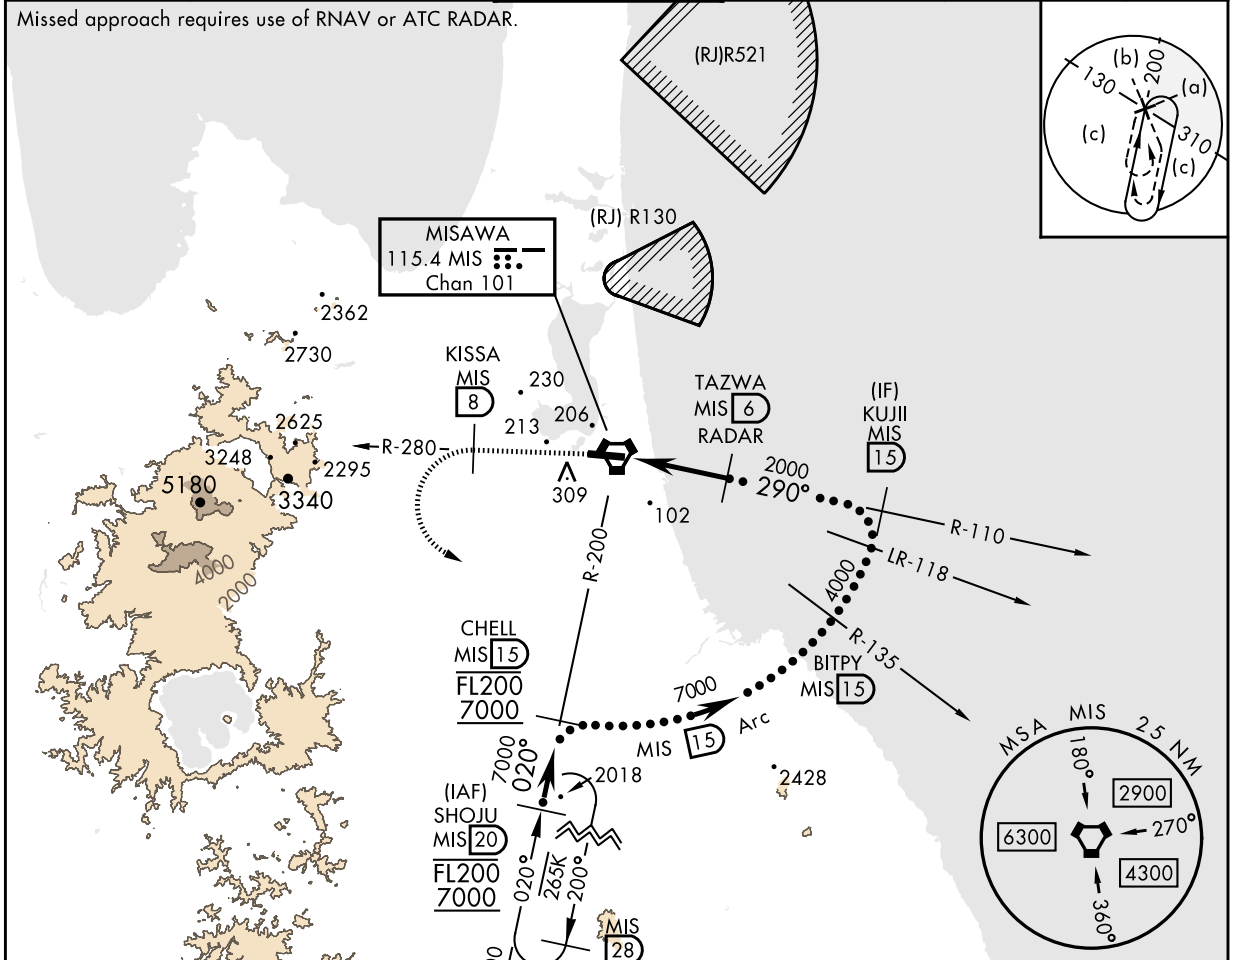 Missed approach requires use of RNAV or ATC RADAR.
(RJ)R521
(b)
200
130
(a)
(c)
310
(c)
(RJ) R130
MISAWA
115.4 MIS
Chan 101
2362
2730
KISSA
MIS
8
230
213
206
TAZWA
MIS 6
RADAR
(IF)
KUJII
MIS
15
R-280
2625
3248
2295
5180
3340
309
102
2000
290°
R-110
LR-118
R-200
4000
2000
4000
R-135
BITPY
MIS 15
CHELL
MIS 15
FL200
7000
7000
MIS 15 Arc
7000
020°
2018
2428
(IAF)
SHOJU
MIS 20
FL200
7000
020°
265K
200°
MIS
28
MSA MIS 25 NM
180°
2900
270°
6300
4300
360°